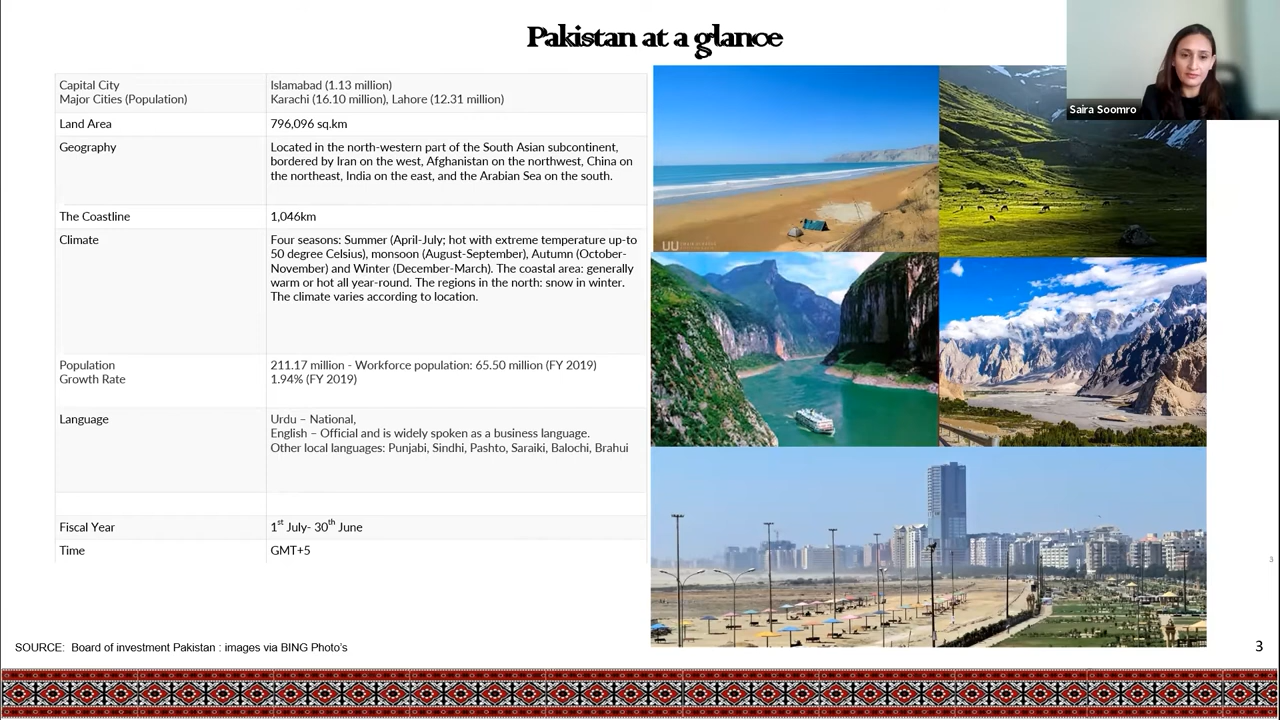 Pakistan at a glance
Saira Soomro
Capital City
Major Cities (Population)
Islamabad (1.13 million)
Karachi (16.10 million), Lahore (12.31 million)
Land Area
796,096 sq.km
Geography
Located in the north-western part of the South Asian subcontinent,
bordered by Iran on the west, Afghanistan on the northwest, China on
the northeast, India on the east, and the Arabian Sea on the south.
The Coastline
1,046km
Climate
Four seasons: Summer (April-July; hot with extreme temperature up-to
50 degree Celsius), monsoon (August-September), Autumn (October-
November) and Winter (December-March). The coastal area: generally
warm or hot all year-round. The regions in the north: snow in winter.
The climate varies according to location.
Population
Growth Rate
211.17 million - Workforce population: 65.50 million (FY 2019)
1.94% (FY 2019)
Language
Urdu – National,
English – Official and is widely spoken as a business language.
Other local languages: Punjabi, Sindhi, Pashto, Saraiki, Balochi, Brahui
Fiscal Year
1st July- 30th June
Time
GMT+5
3
SOURCE: Board of investment Pakistan : images via BING Photo's
3